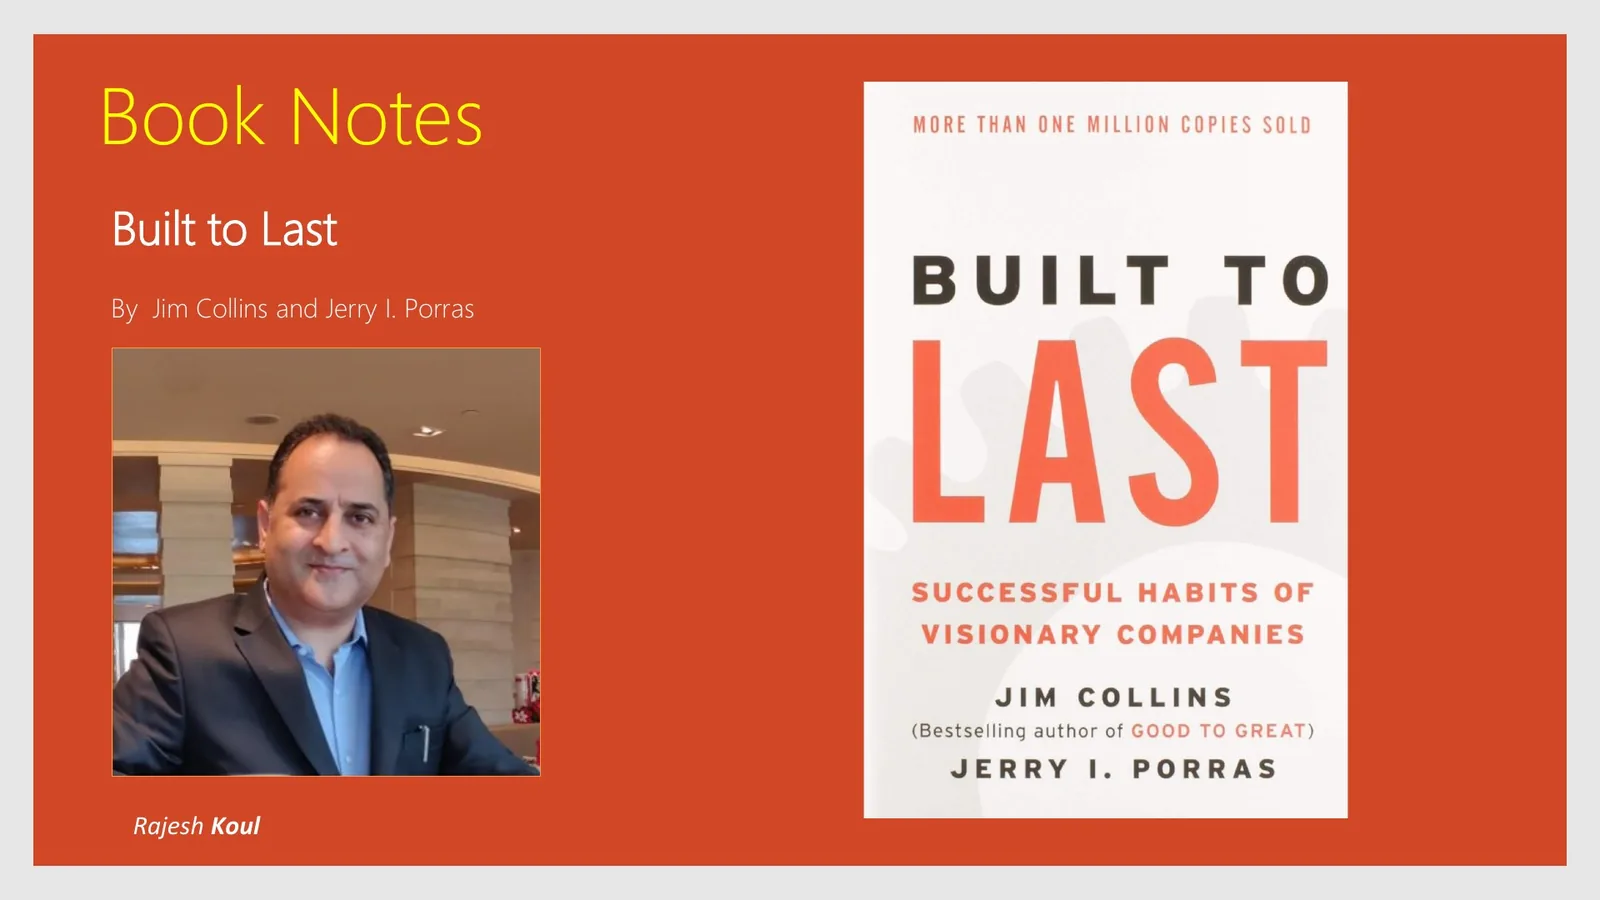 Book Notes
Built to Last
By Jim Collins and Jerry I. Porras
Rajesh Koul
MORE THAN ONE MILLION COPIES SOLD
BUILT TO
LAST
SUCCESSFUL HABITS OF
VISIONARY COMPANIES
JIM COLLINS
(Bestselling author of GOOD TO GREAT)
JERRY I. PORRAS